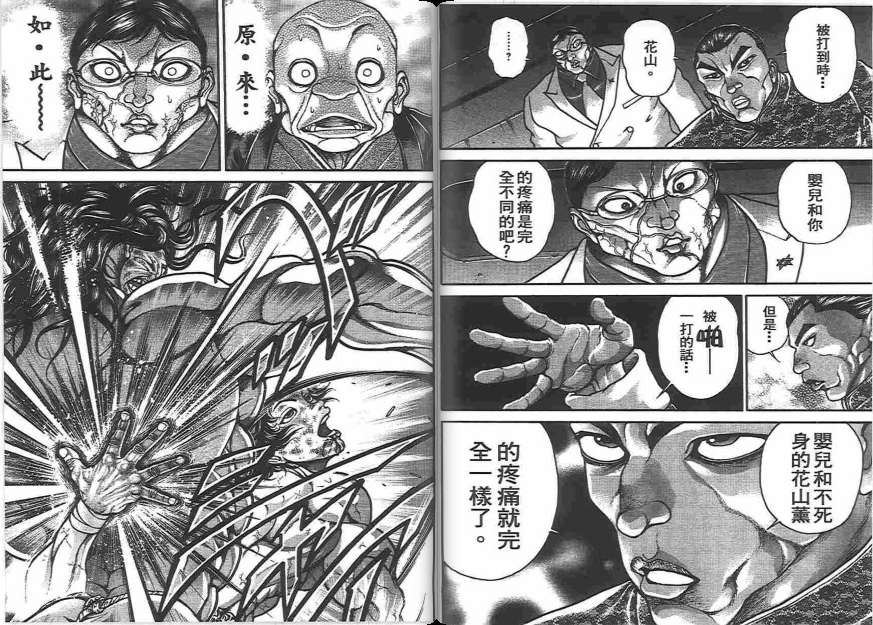 被打到時…
花山。
………？
嬰兒和你
的疼痛是完
全不同的吧？
但是…
被
啪——
一打的話…
嬰兒和不死
身的花山薰
的疼痛就完
全一樣了。
原・來…
如・此～～～～